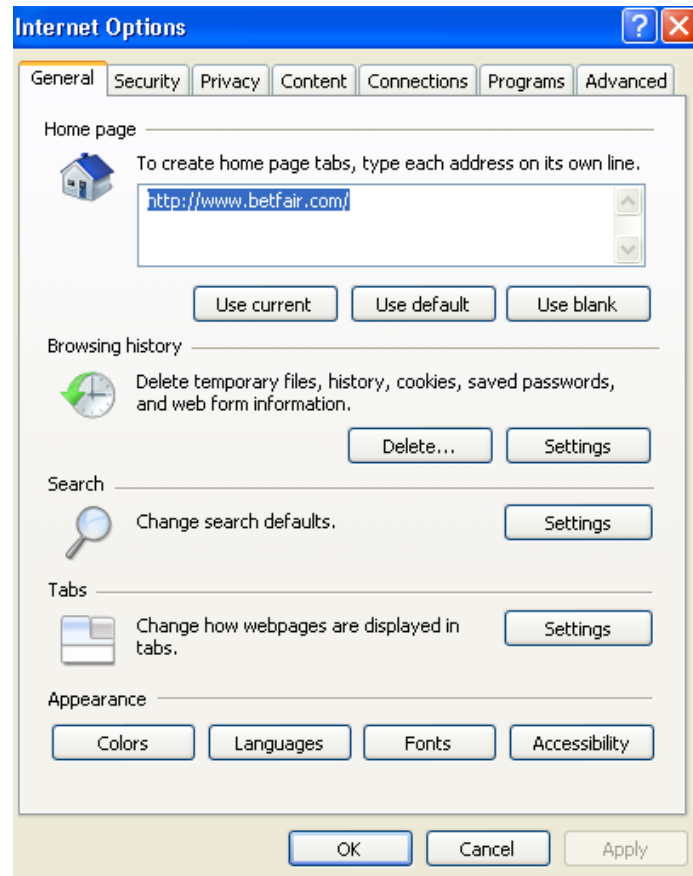 Internet Options
General Security Privacy Content Connections Programs Advanced
Home page
To create home page tabs, type each address on its own line.
http://www.betfair.com/
Use current Use default Use blank
Browsing history
Delete temporary files, history, cookies, saved passwords,
and web form information.
Delete... Settings
Search
Change search defaults. Settings
Tabs
Change how webpages are displayed in
tabs.
Settings
Appearance
Colors Languages Fonts Accessibility
OK Cancel Apply